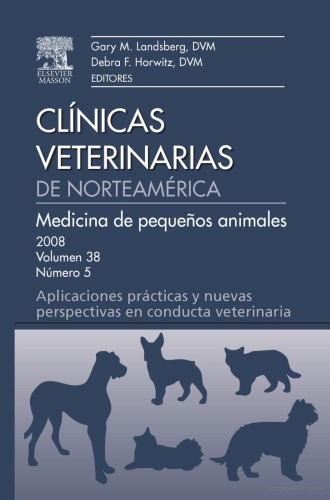 ELSEVIER
MASSON
Gary M. Landsberg, DVM
Debra F. Horwitz, DVM
EDITORES
CLÍNICAS
VETERINARIAS
DE NORTEAMÉRICA
Medicina de pequeños animales
2008
Volumen 38
Número 5
Aplicaciones prácticas y nuevas
perspectivas en conducta veterinaria